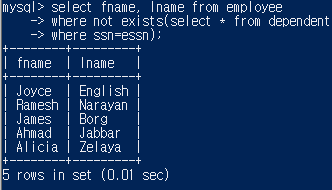 mysql> select fname, lname from employee
    -> where not exists(select * from dependent
    -> where ssn=essn);
+--------+---------+
| fname  | lname   |
+--------+---------+
| Joyce  | English |
| Ramesh | Narayan |
| James  | Borg    |
| Ahmad  | Jabbar  |
| Alicia | Zelaya  |
+--------+---------+
5 rows in set (0.01 sec)